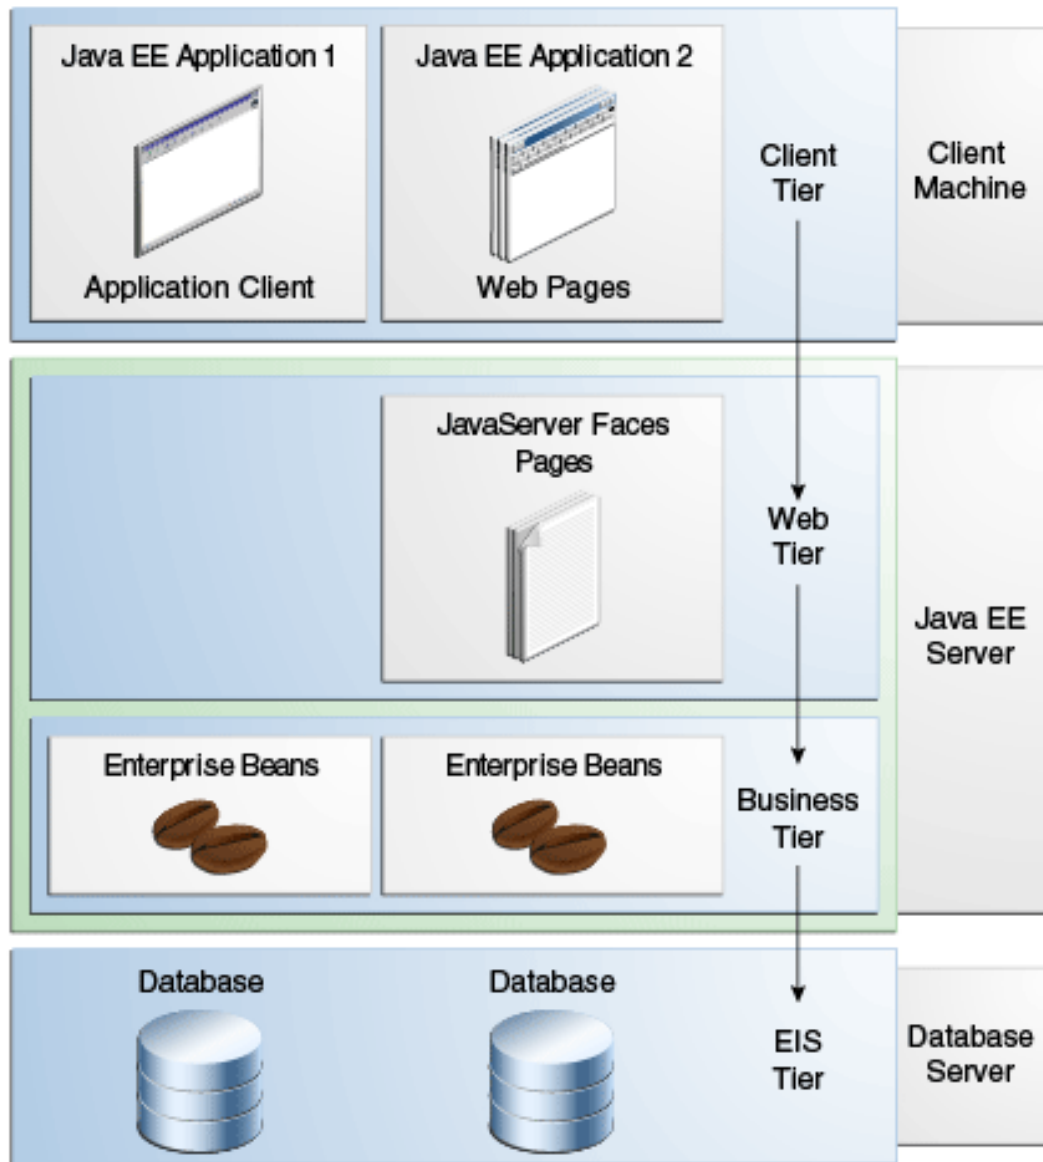 Java EE Application 1
Application Client
Java EE Application 2
Web Pages
Client
Tier
Client
Machine
JavaServer Faces
Pages
Web
Tier
Java EE
Server
Enterprise Beans
Enterprise Beans
Business
Tier
Database
Database
EIS
Tier
Database
Server